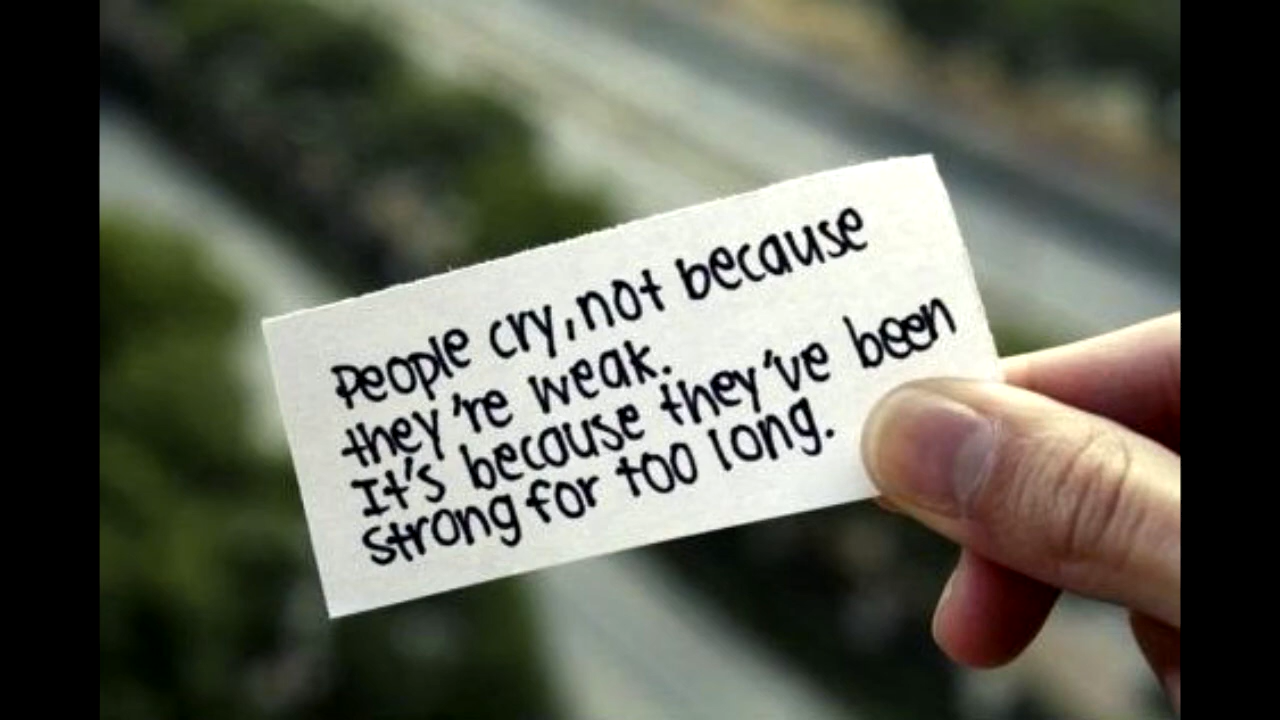 People cry, not because
they're weak.
It's because they've been
strong for too long.